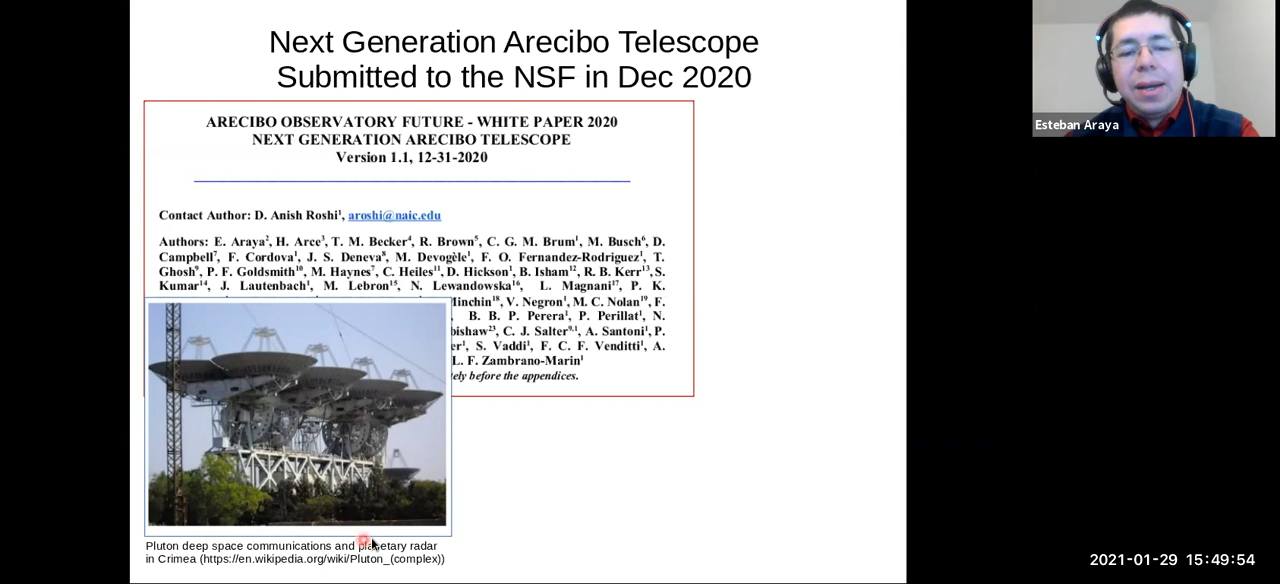 Next Generation Arecibo Telescope
Submitted to the NSF in Dec 2020
ARECIBO OBSERVATORY FUTURE - WHITE PAPER 2020
NEXT GENERATION ARECIBO TELESCOPE
Version 1.1, 12-31-2020
Contact Author: D. Anish Roshi¹, aroshi@naic.edu
Authors: E. Araya², H. Arce³, T. M. Becker⁴, R. Brown⁵, C. G. M. Brum¹, M. Busch⁶, D.
Campbell⁷, F. Cordova¹, J. S. Deneva⁸, M. Devogèle¹, F. O. Fernandez-Rodriguez¹, T.
Ghosh⁹, P. F. Goldsmith¹⁰, M. Haynes⁷, C. Heiles¹¹, D. Hickson¹, B. Isham¹², R. B. Kerr¹³, S.
Kumar¹⁴, J. Lautenbach¹, M. Lebron¹⁵, N. Lewandowska¹⁶, L. Magnani¹⁷, P. K.
Minchin¹⁸, V. Negron¹, M. C. Nolan¹⁹, F.
, B. B. P. Perera¹, P. Perillat¹, N.
bishaw²³, C. J. Salter⁹,¹, A. Santoni¹, P.
er¹, S. Vaddi¹, F. C. F. Venditti¹, A.
L. F. Zambrano-Marin¹
tely before the appendices.
Pluton deep space communications and planetary radar
in Crimea (https://en.wikipedia.org/wiki/Pluton_(complex))
Esteban Araya
2021-01-29 15:49:54